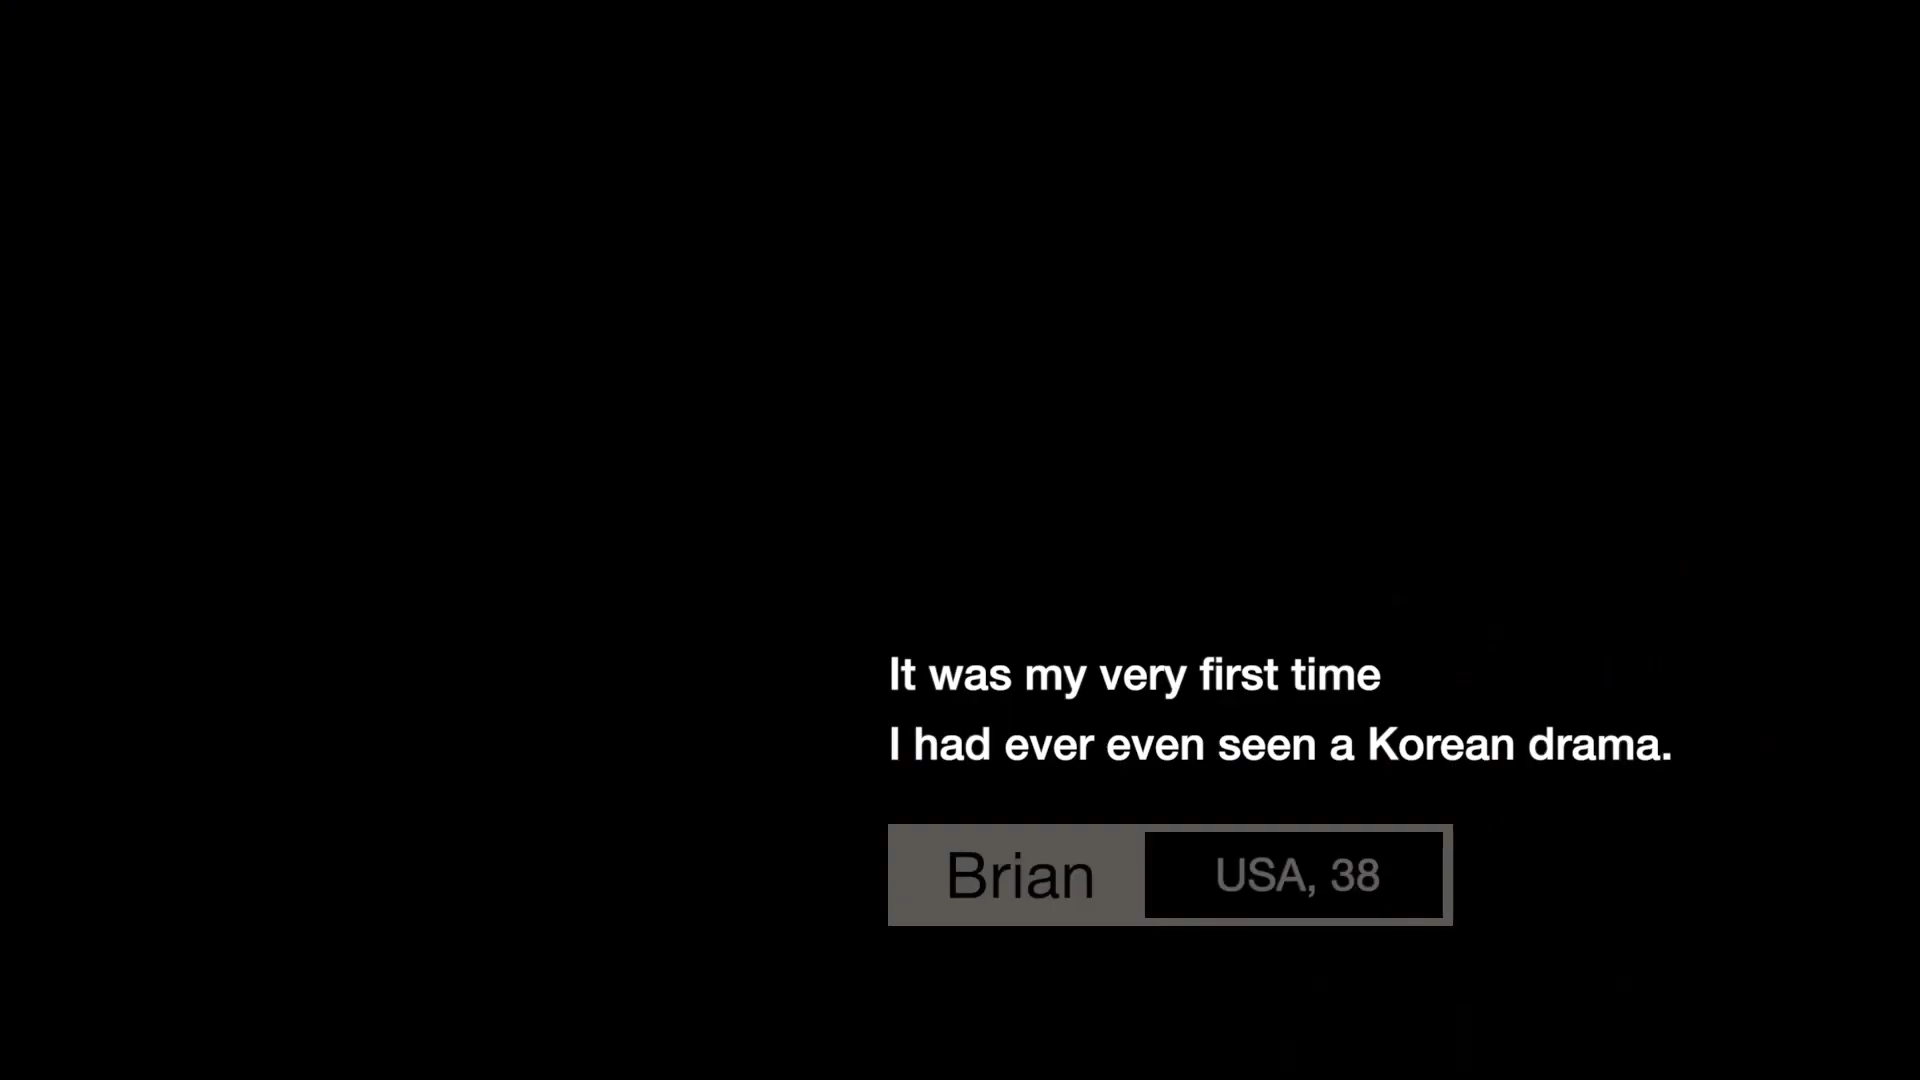 It was my very first time
I had ever even seen a Korean drama.
Brian
USA, 38